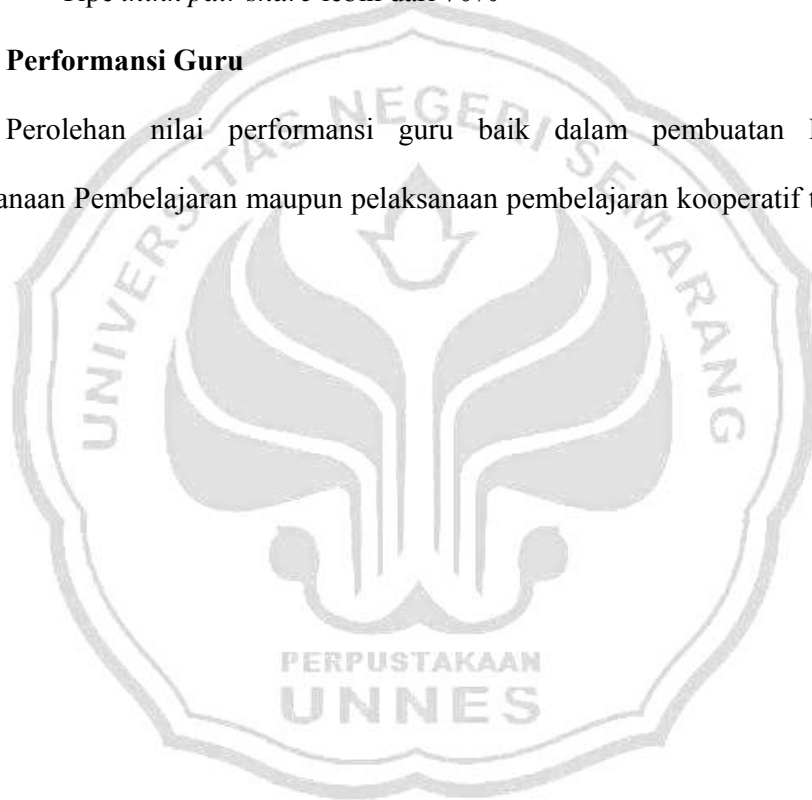 Tipe think pair share lebih dari 70%
Performansi Guru
Perolehan nilai performansi guru baik dalam pembuatan
Pembelajaran maupun pelaksanaan pembelajaran kooperatif
UNIVERSITAS NEGERI SEMARANG
PERPUSTAKAAN
UNNES